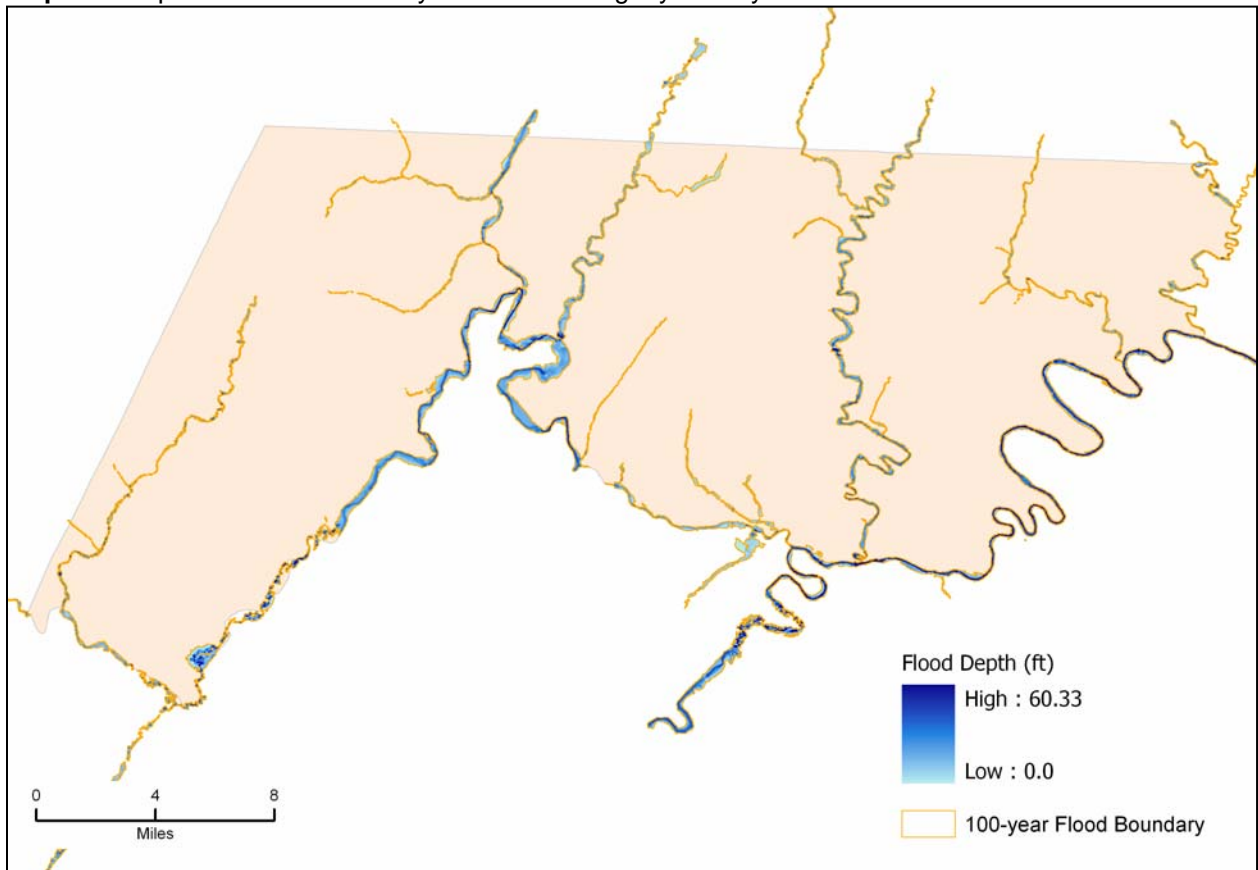 Flood Depth (ft)
High : 60.33
Low : 0.0
0 4 8
Miles
100-year Flood Boundary